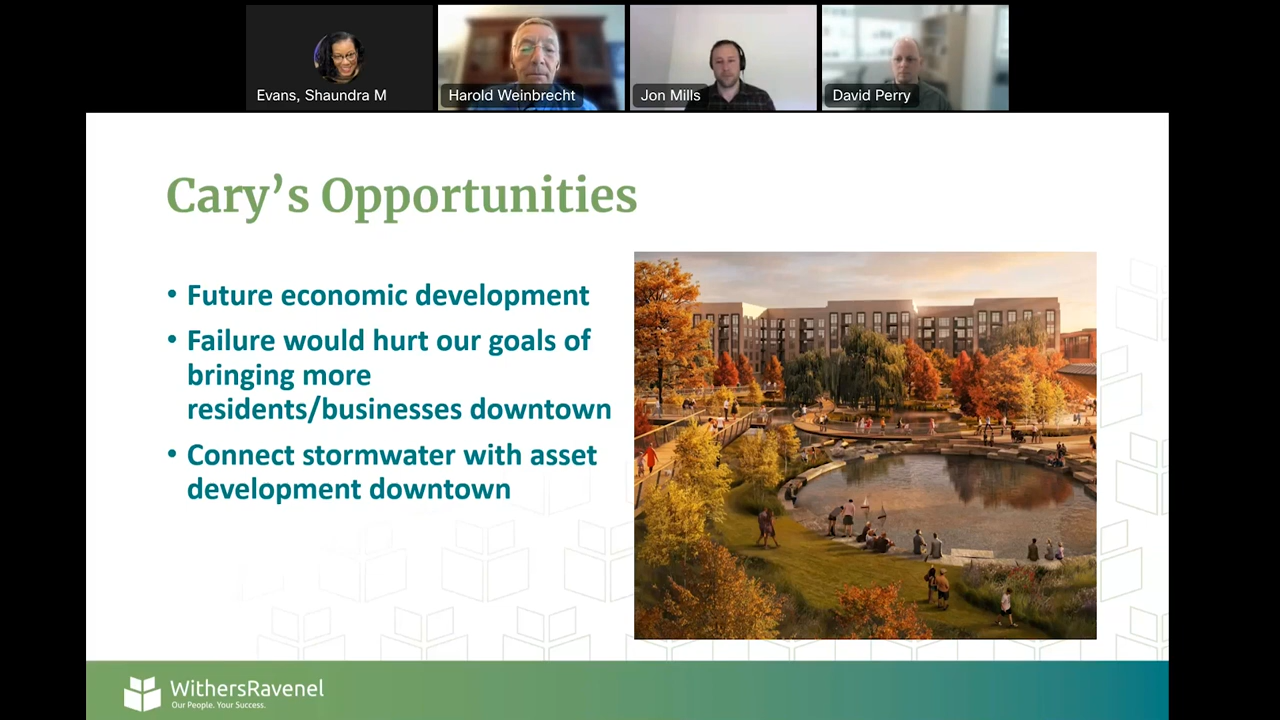 Evans, Shaundra M
Harold Weinbrecht
Jon Mills
David Perry
Cary’s Opportunities
• Future economic development
• Failure would hurt our goals of
bringing more
residents/businesses downtown
• Connect stormwater with asset
development downtown
WithersRavenel
Our People. Your Success.